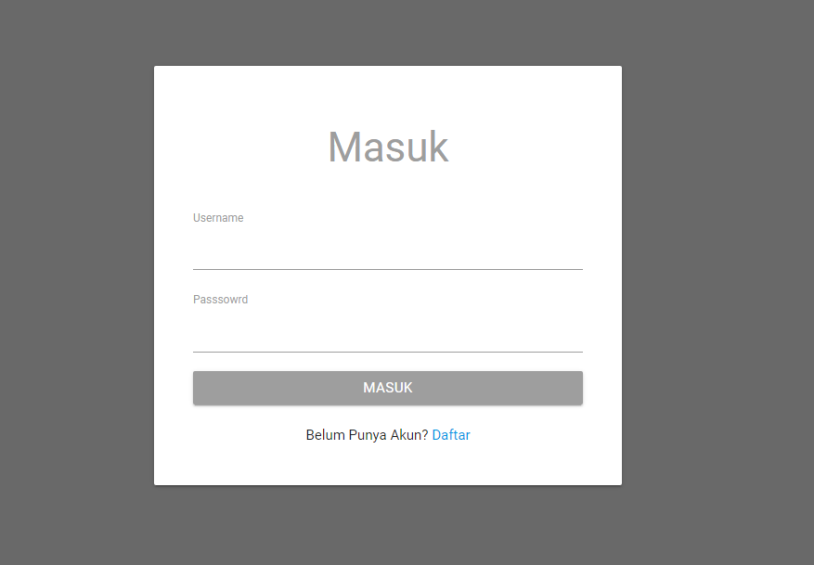 Masuk
Username
Passsowrd
MASUK
Belum Punya Akun? Daftar